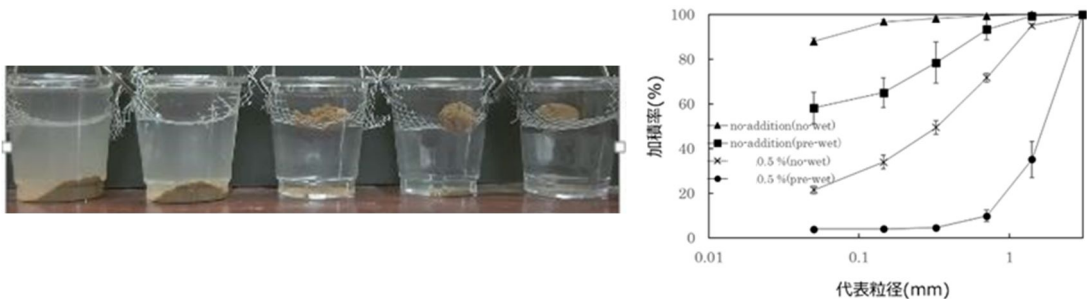 100
80
60
40
20
0
加積率(%)
no-addition(no-wet)
no-addition(pre-wet)
0.5 %(no-wet)
0.5 %(pre-wet)
0.01
0.1
1
代表粒径(mm)